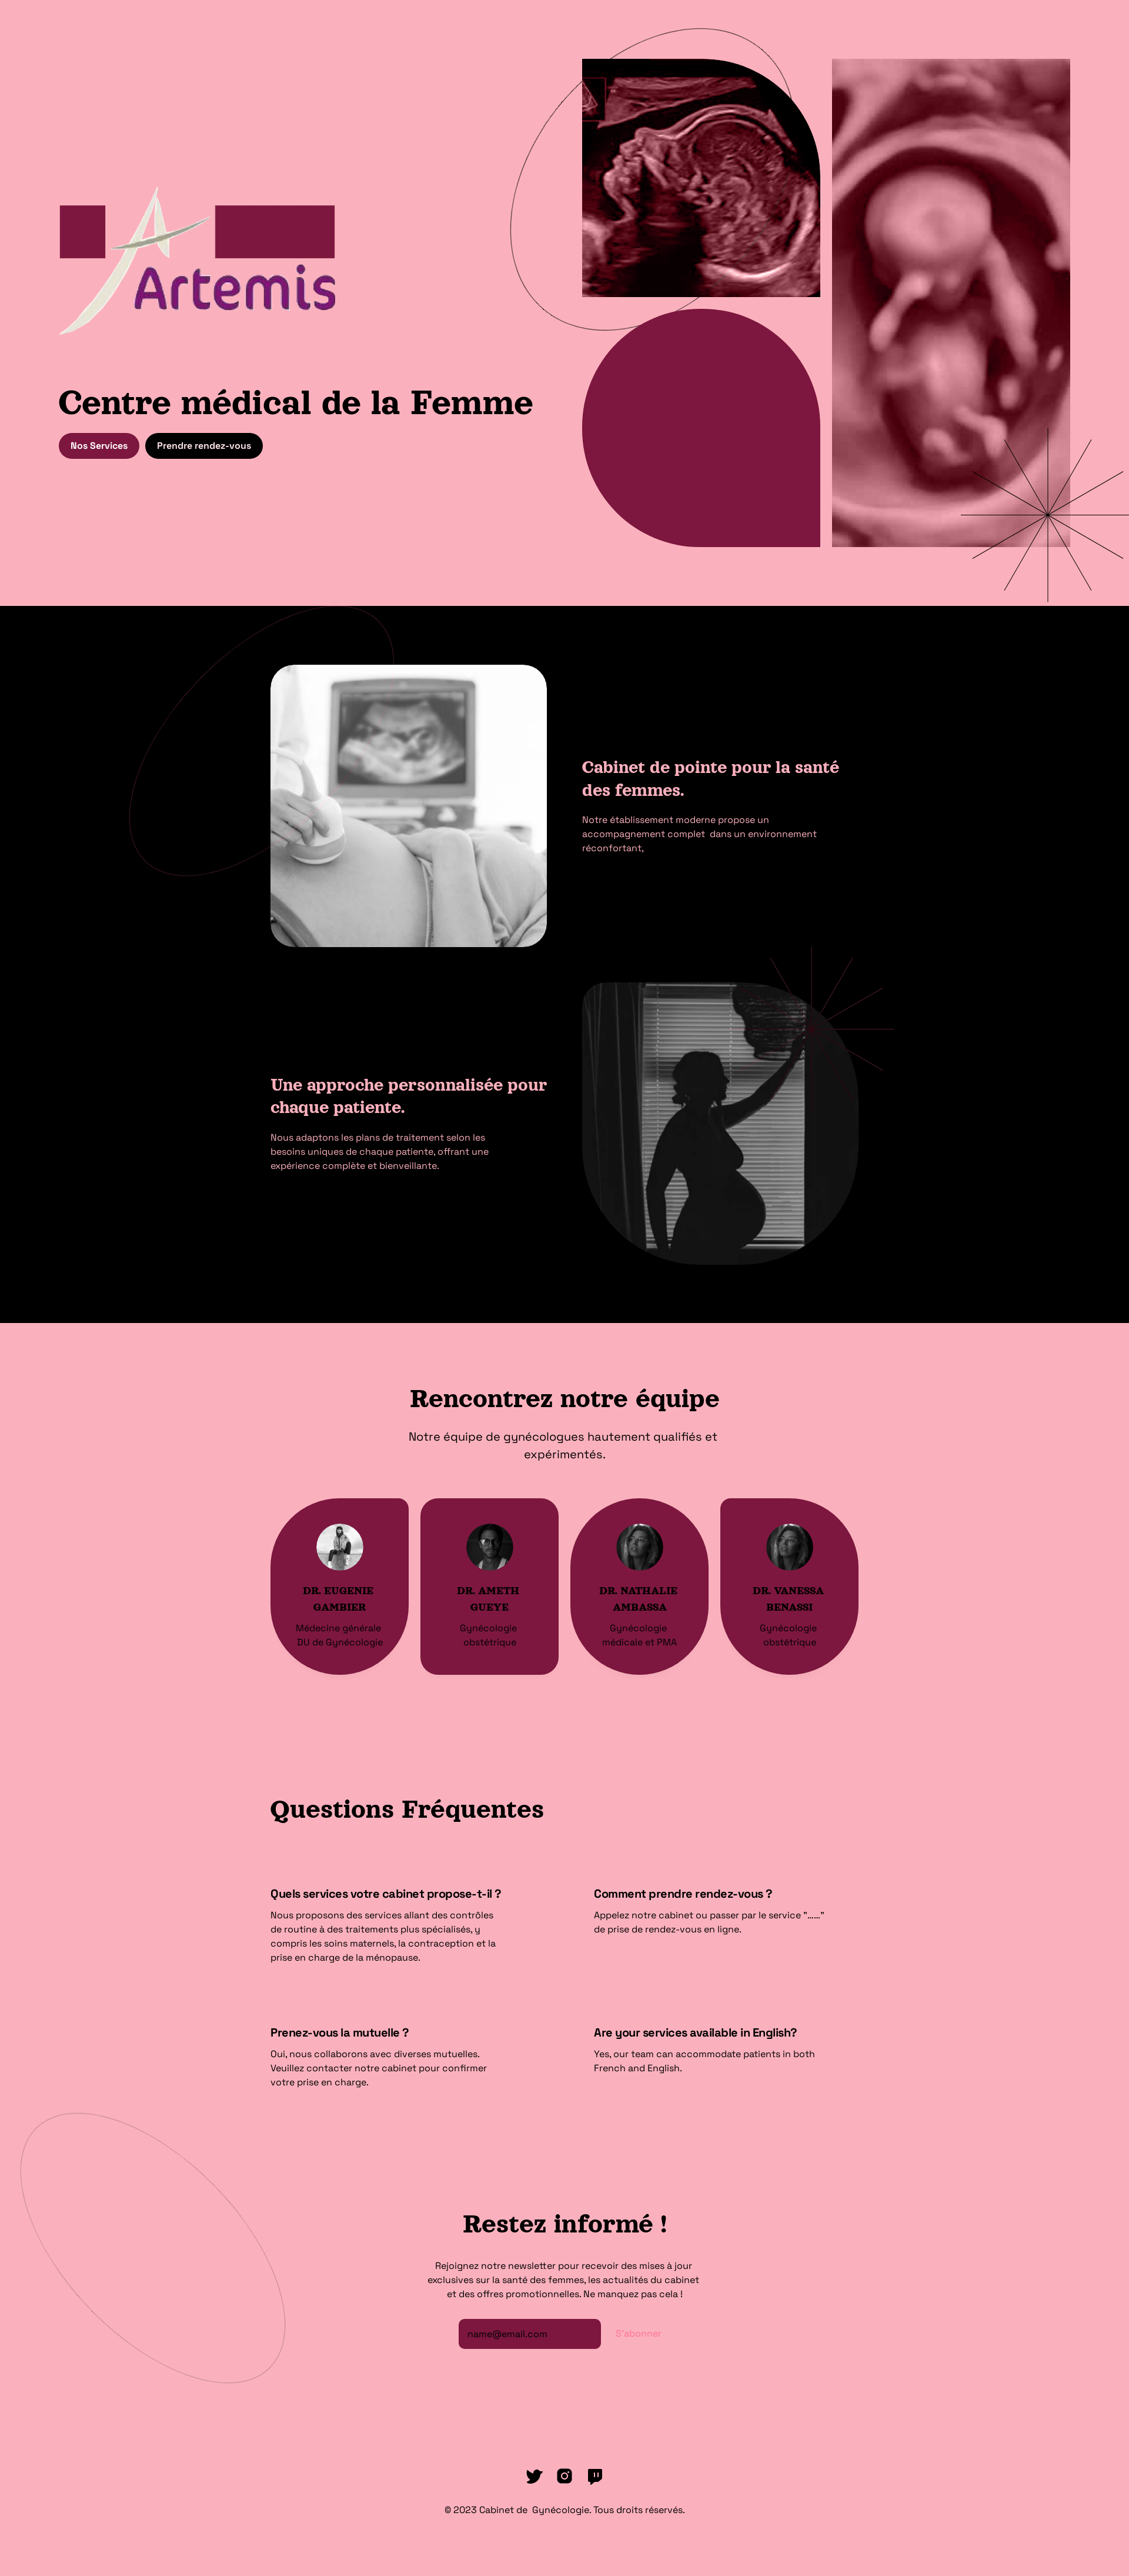 Artemis
Centre médical de la Femme
Nos Services
Prendre rendez-vous
Cabinet de pointe pour la santé
des femmes.
Notre établissement moderne propose un
accompagnement complet  dans un environnement
réconfortant,
Une approche personnalisée pour
chaque patiente.
Nous adaptons les plans de traitement selon les
besoins uniques de chaque patiente, offrant une
expérience complète et bienveillante.
Rencontrez notre équipe
Notre équipe de gynécologues hautement qualifiés et
expérimentés.
DR. EUGENIE
GAMBIER
Médecine générale
DU de Gynécologie
DR. AMETH
GUEYE
Gynécologie
obstétrique
DR. NATHALIE
AMBASSA
Gynécologie
médicale et PMA
DR. VANESSA
BENASSI
Gynécologie
obstétrique
Questions Fréquentes
Quels services votre cabinet propose-t-il ?
Nous proposons des services allant des contrôles
de routine à des traitements plus spécialisés, y
compris les soins maternels, la contraception et la
prise en charge de la ménopause.
Comment prendre rendez-vous ?
Appelez notre cabinet ou passer par le service "......"
de prise de rendez-vous en ligne.
Prenez-vous la mutuelle ?
Oui, nous collaborons avec diverses mutuelles.
Veuillez contacter notre cabinet pour confirmer
votre prise en charge.
Are your services available in English?
Yes, our team can accommodate patients in both
French and English.
Restez informé !
Rejoignez notre newsletter pour recevoir des mises à jour
exclusives sur la santé des femmes, les actualités du cabinet
et des offres promotionnelles. Ne manquez pas cela !
name@email.com
S'abonner
© 2023 Cabinet de  Gynécologie. Tous droits réservés.